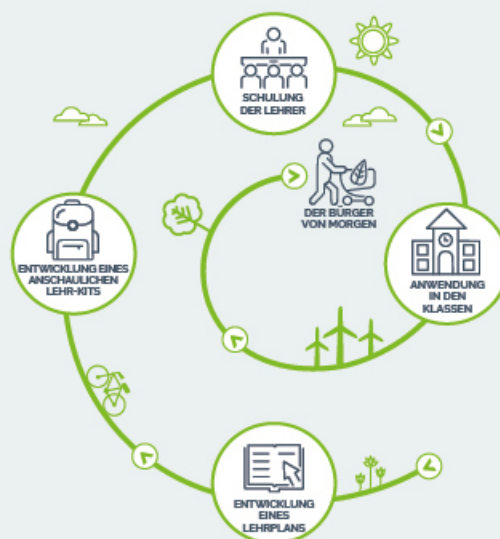 SCHULUNG
DER LEHRER
DER BÜRGER
VON MORGEN
ENTWICKLUNG EINES
ANSCHAULICHEN
LEHR-KITS
ANWENDUNG
IN DEN
KLASSEN
ENTWICKLUNG
EINES
LEHRPLANS